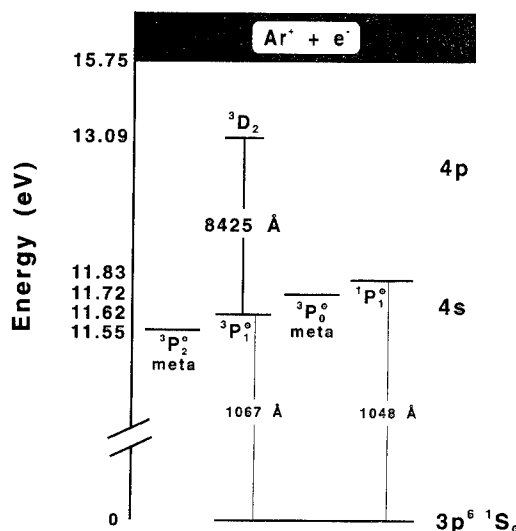 Ar⁺ + e⁻
15.75
³D₂
13.09
4p
8425 Å
Energy (eV)
11.83
11.72
11.62
11.55
¹P₁°
4s
³P₀°
meta
³P₁°
³P₂°
meta
1067 Å
1048 Å
0
3p⁶ ¹S